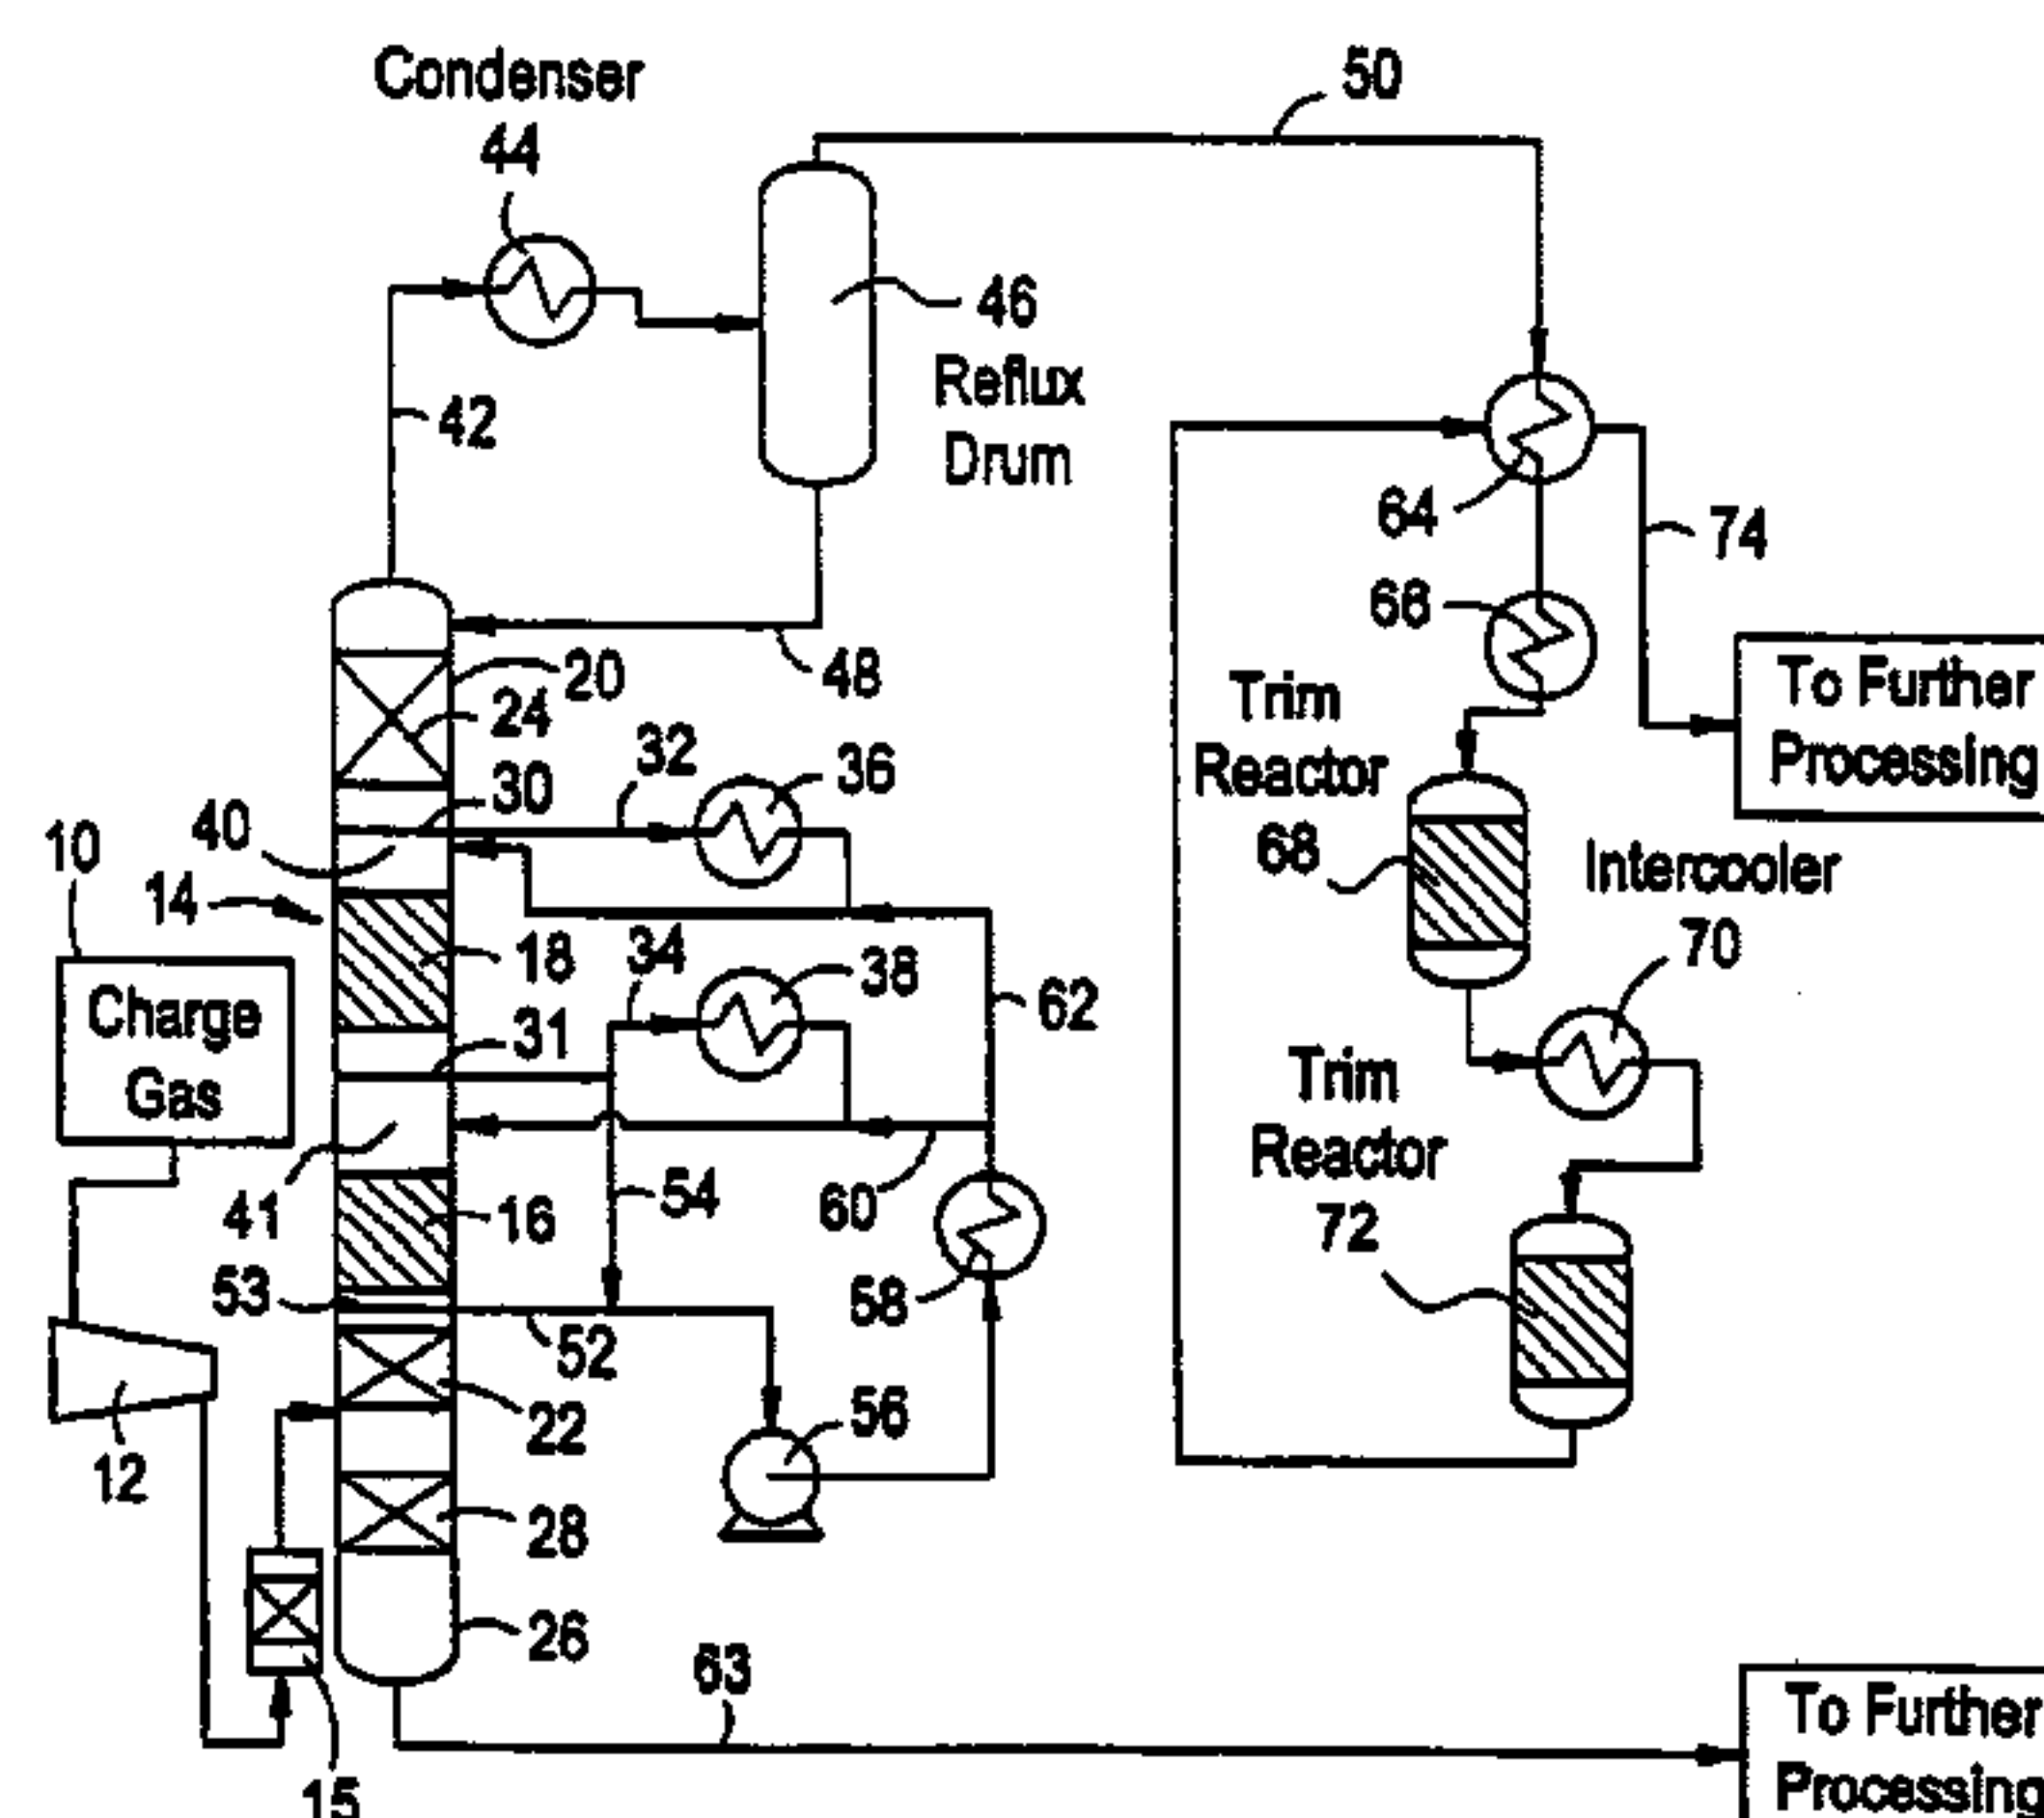 Condenser
44
50
46
Reflux
Drum
42
64
74
66
48
20
24
32
36
30
40
10
14
18
34
38
62
31
Charge
Gas
41
16
54
60
58
53
52
56
22
12
28
26
63
15
Trim
Reactor
68
Intercooler
70
Trim
Reactor
72
To Further
Processing
To Further
Processing